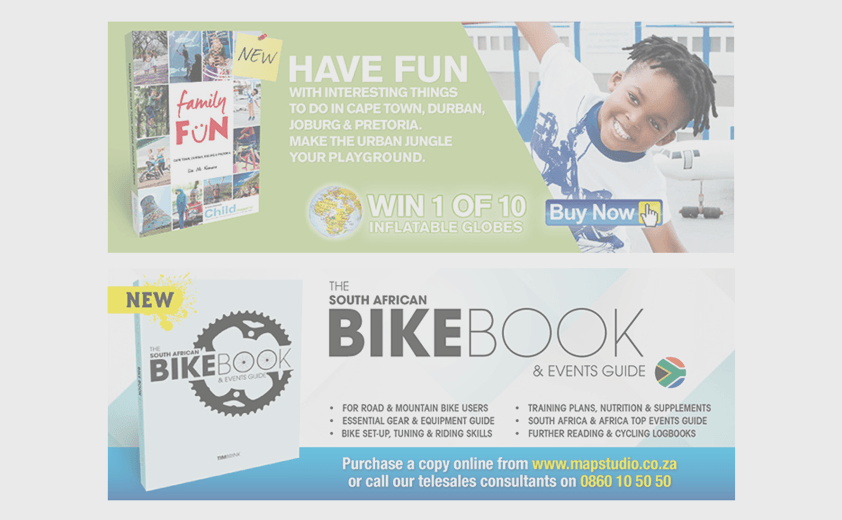 NEW
HAVE FUN
WITH INTERESTING THINGS
TO DO IN CAPE TOWN, DURBAN,
JOBURG & PRETORIA.
MAKE THE URBAN JUNGLE
YOUR PLAYGROUND.
family
FUN
Child
WIN 1 OF 10
INFLATABLE GLOBES
Buy Now
NEW
THE
SOUTH AFRICAN
BIKEBOOK
& EVENTS GUIDE
THE
SOUTH AFRICAN
BIKEBOOK
& EVENTS GUIDE
• FOR ROAD & MOUNTAIN BIKE USERS
• ESSENTIAL GEAR & EQUIPMENT GUIDE
• BIKE SET-UP, TUNING & RIDING SKILLS
• TRAINING PLANS, NUTRITION & SUPPLEMENTS
• SOUTH AFRICA & AFRICA TOP EVENTS GUIDE
• FURTHER READING & CYCLING LOGBOOKS
Purchase a copy online from www.mapstudio.co.za
or call our telesales consultants on 0860 10 50 50